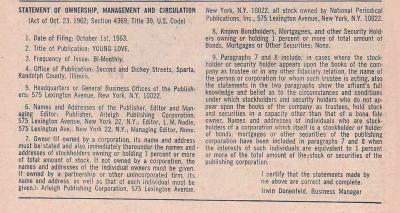 STATEMENT OF OWNERSHIP, MANAGEMENT AND CIRCULATION
(Act of Oct. 23, 1962; Section 4369, Title 39, U.S. Code)
1. Date of Filing: October 1st, 1963.
2. Title of Publication: YOUNG LOVE.
3. Frequency of Issue: Bi-Monthly.
4. Office of Publication: Second and Dickey Streets, Sparta,
Randolph County, Illinois.
5. Headquarters or General Business Offices of the Publish-
ers: 575 Lexington Avenue, New York, N.Y. 10022.
6. Names and Addresses of the Publisher, Editor and Man-
aging Editor: Publisher, Arleigh Publishing Corporation,
575 Lexington Avenue, New York 22, N.Y.; Editor, L. M. Nadle,
575 Lexington Ave., New York 22, N.Y.; Managing Editor, None.
7. Owner (If owned by a corporation, its name and address
must be stated and also immediately thereunder the names and
addresses of stockholders owning or holding 1 percent or more
of total amount of stock. If not owned by a corporation, the
names and addresses of the individual owners must be given.
If owned by a partnership or other unincorporated firm, its
name and address, as well as that of each individual must be
given.): Arleigh Publishing Corporation, 575 Lexington Avenue,
New York, N.Y. 10022, all stock owned by National Periodical
Publications, Inc., 575 Lexington Avenue, New York, N.Y. 10022.
8. Known Bondholders, Mortgagees, and other Security Hold-
ers owning or holding 1 percent or more of total amount of
Bonds, Mortgages or Other Securities: None.
9. Paragraphs 7 and 8 include, in cases where the stock-
holder or security holder appears upon the books of the com-
pany as trustee or in any other fiduciary relation, the name of
the person or corporation for whom such trustee is acting, also
the statements in the two paragraphs show the affiant's full
knowledge and belief as to the circumstances and conditions
under which stockholders and security holders who do not ap-
pear upon the books of the company as trustees, hold stock
and securities in a capacity other than that of a bona fide
owner. Names and addresses of individuals who are stock-
holders of a corporation which itself is a stockholder or holder
of bonds, mortgages or other securities of the publishing
corporation have been included in paragraphs 7 and 8 when
the interests of such individuals are equivalent to 1 percent
or more of the total amount of the stock or securities of the
publishing corporation.
I certify that the statements made by
me above are correct and complete.
Irwin Donenfeld, Business Manager